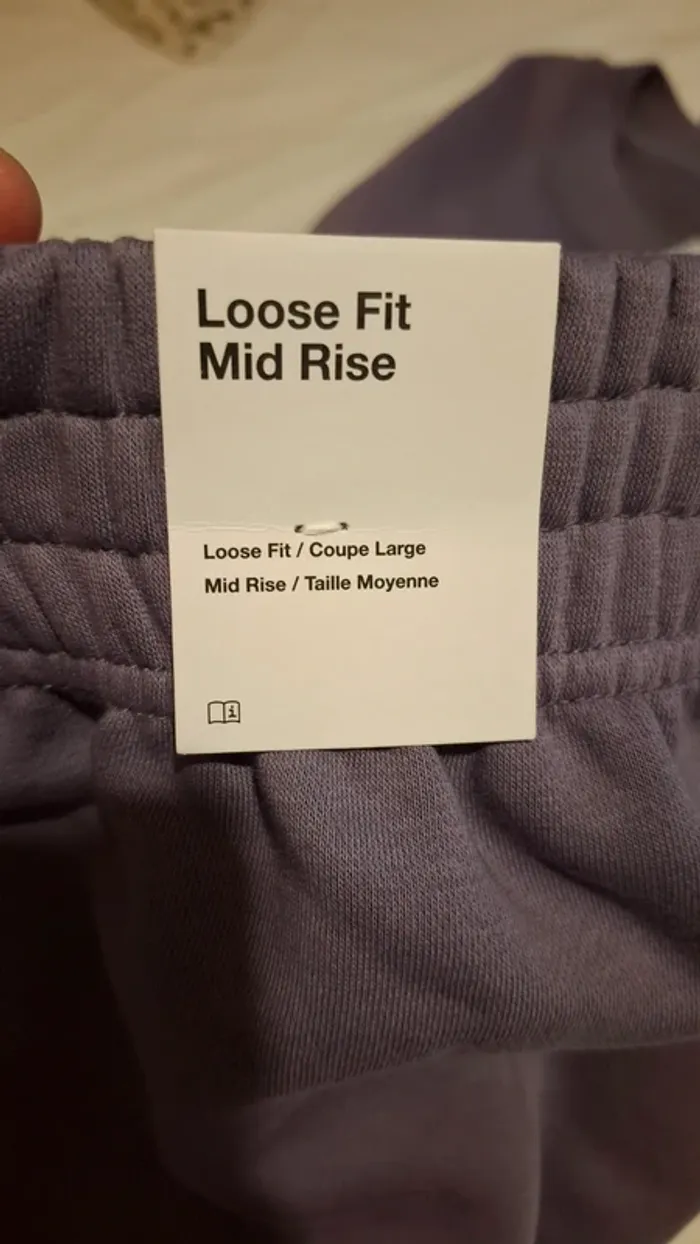 Loose Fit
Mid Rise
Loose Fit / Coupe Large
Mid Rise / Taille Moyenne
i